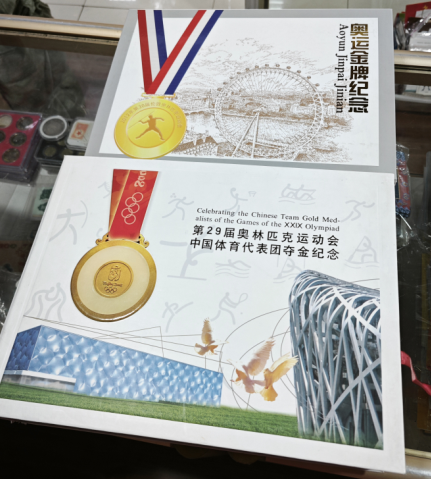 奥运金牌纪念
Aoyun Jinpai Jinian
Celebrating the Chinese Team Gold Med-
alists of the Games of the XXIX Olympiad
第29届奥林匹克运动会
中国体育代表团夺金纪念